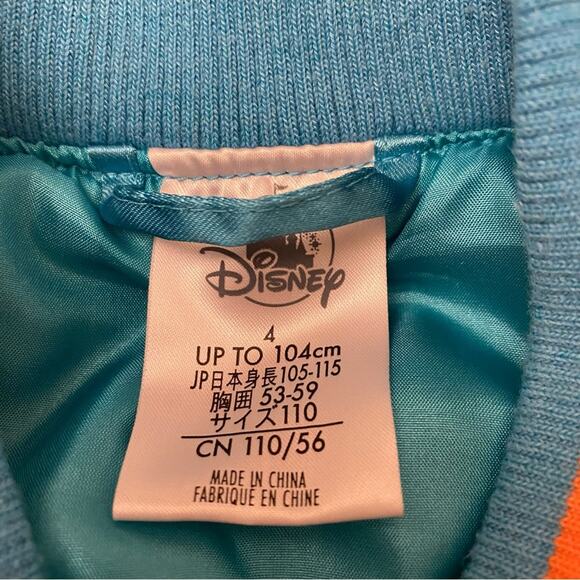 Disney
4
UP TO 104cm
JP日本身長105-115
胸囲 53-59
サイズ110
CN 110/56
MADE IN CHINA
FABRIQUE EN CHINE